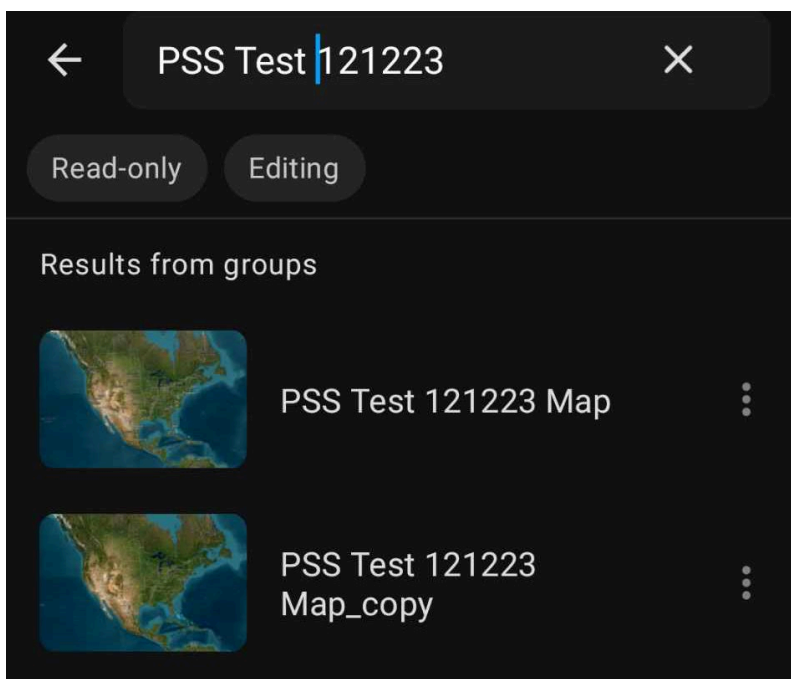 PSS Test 121223
Read-only
Editing
Results from groups
PSS Test 121223 Map
PSS Test 121223
Map_copy